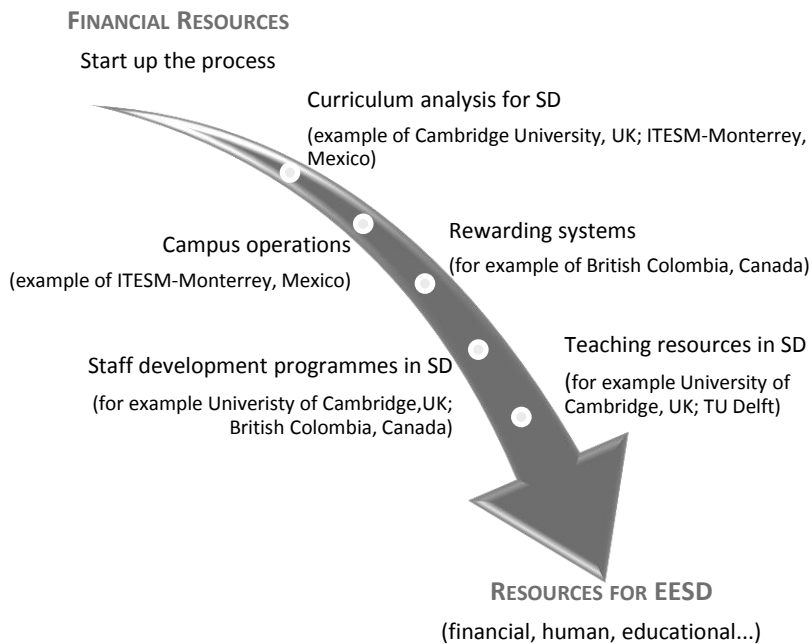 FINANCIAL RESOURCES
Start up the process
Curriculum analysis for SD
(example of Cambridge University, UK; ITESM-Monterrey,
Mexico)
Campus operations
(example of ITESM-Monterrey, Mexico)
Rewarding systems
(for example of British Colombia, Canada)
Staff development programmes in SD
(for example Univeristy of Cambridge,UK;
British Colombia, Canada)
Teaching resources in SD
(for example University of
Cambridge, UK; TU Delft)
RESOURCES FOR EESD
(financial, human, educational...)